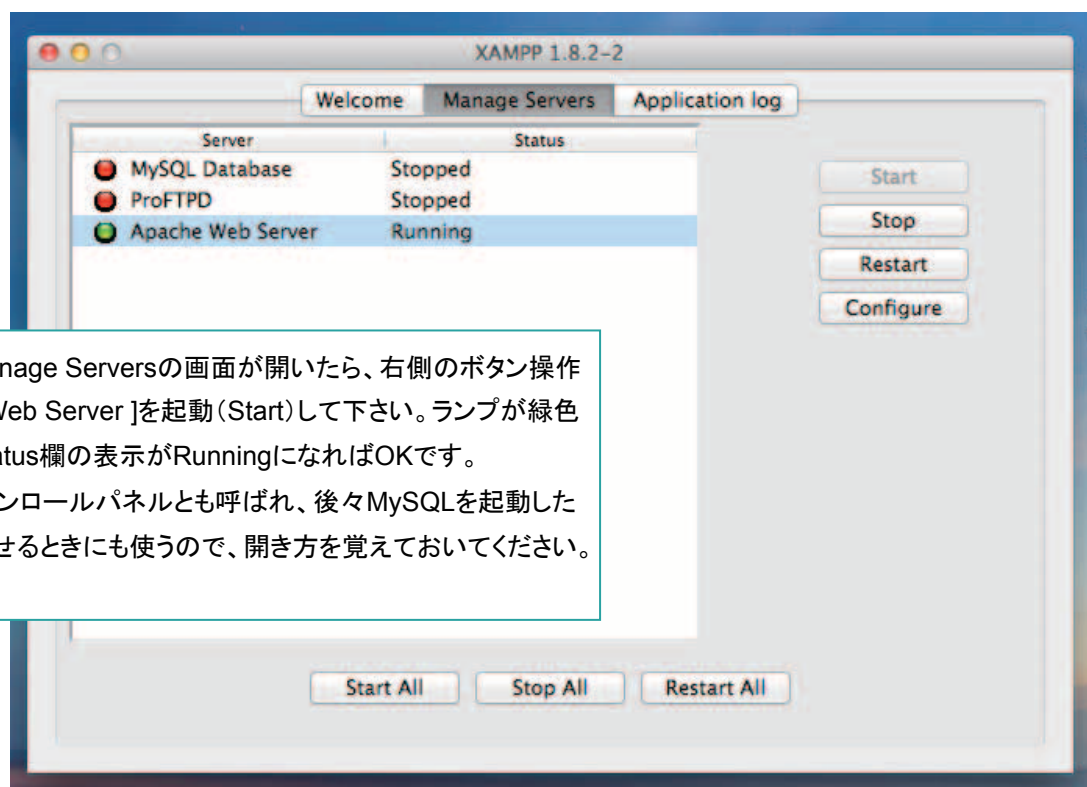 XAMPP 1.8.2-2
Welcome Manage Servers Application log
Server Status
MySQL Database Stopped
ProFTPD Stopped
Apache Web Server Running
Start
Stop
Restart
Configure
nage Serversの画面が開いたら、右側のボタン操作
Web Server ]を起動（Start）して下さい。ランプが緑色
atus欄の表示がRunningになればOKです。
ンロールパネルとも呼ばれ、後々MySQLを起動した
せるときにも使うので、開き方を覚えておいてください。
Start All Stop All Restart All